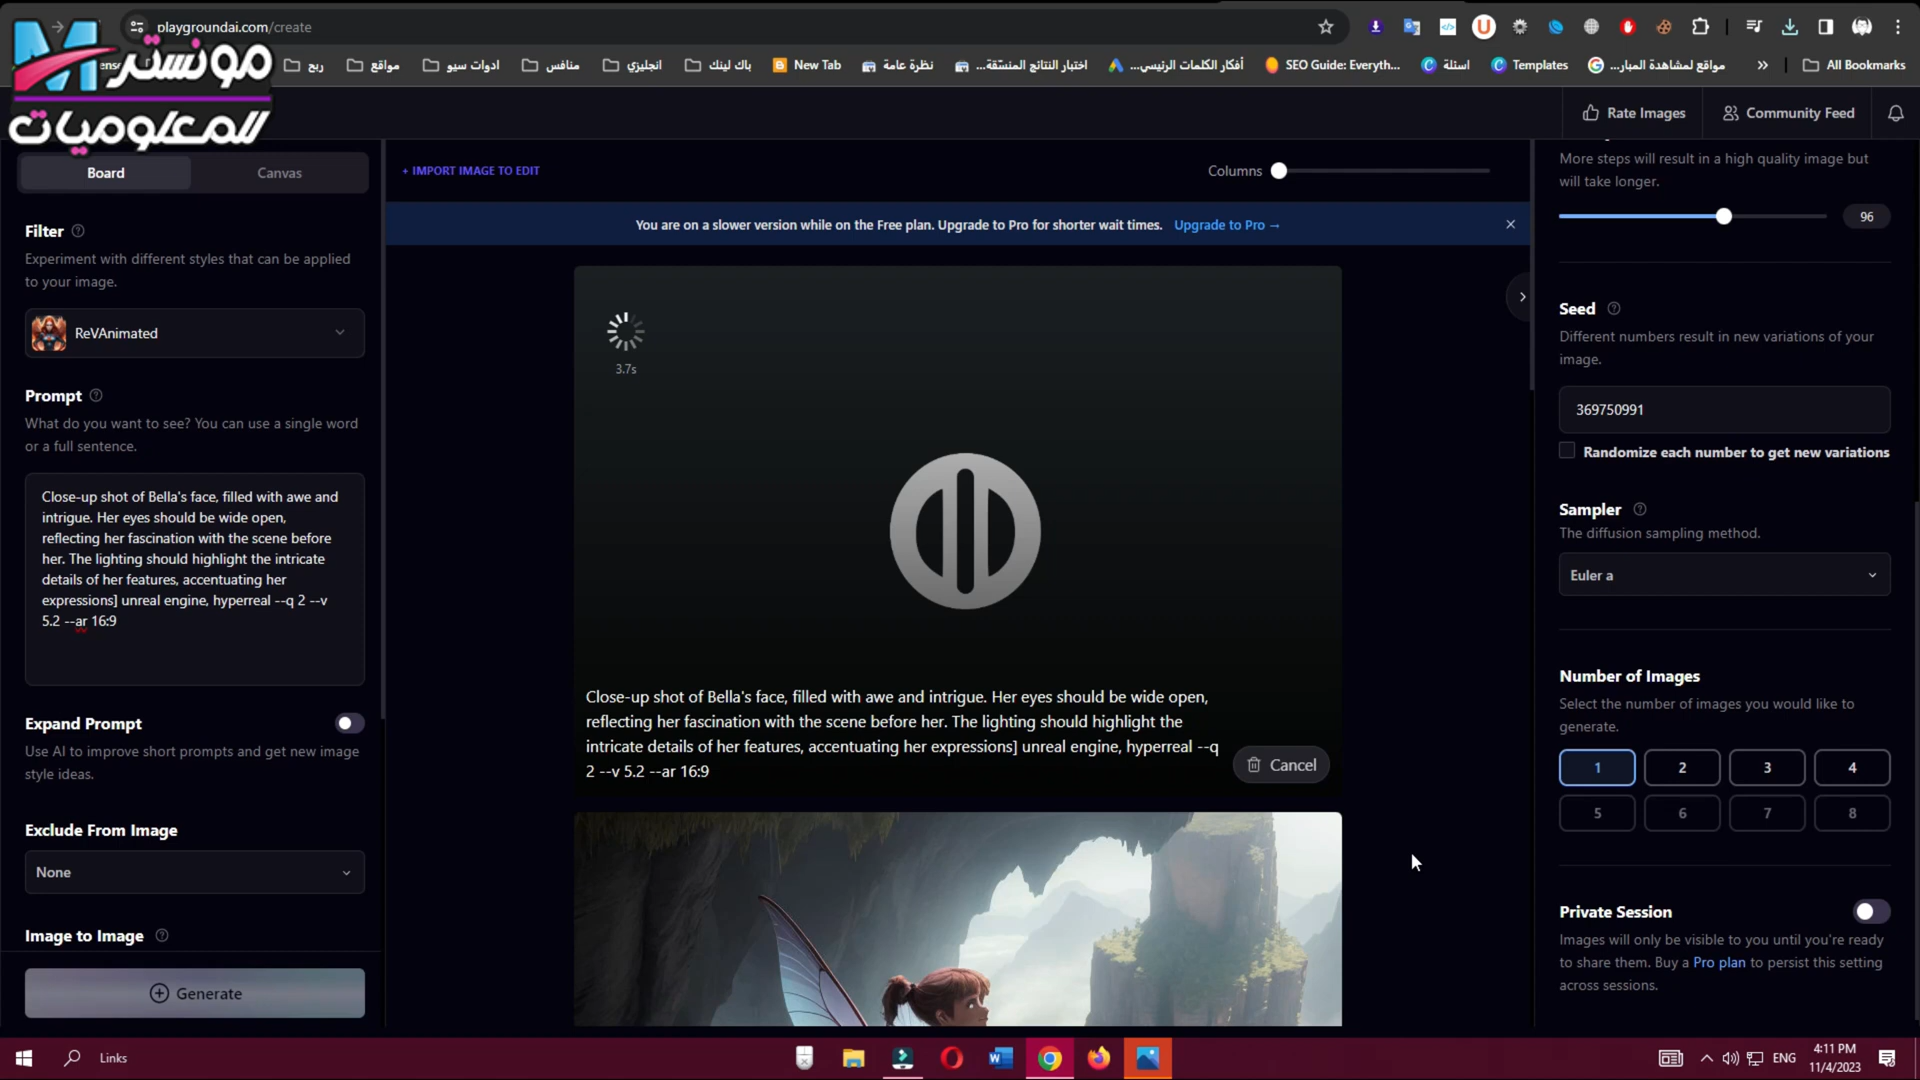 playgroundai.com/create
مونستر
للمعلوميات
ربح
مواقع
ادوات سيو
منافس
انجليزي
باك لينك
New Tab
نظرة عامة
اختبار النتائج المنسّقة...
أفكار الكلمات الرئيسي...
SEO Guide: Everyth...
اسئلة
Templates
مواقع لمشاهدة المبار...
All Bookmarks
Rate Images
Community Feed
Board
Canvas
+ IMPORT IMAGE TO EDIT
Columns
You are on a slower version while on the Free plan. Upgrade to Pro for shorter wait times. Upgrade to Pro →
Filter
Experiment with different styles that can be applied
to your image.
ReVAnimated
Prompt
What do you want to see? You can use a single word
or a full sentence.
Close-up shot of Bella's face, filled with awe and
intrigue. Her eyes should be wide open,
reflecting her fascination with the scene before
her. The lighting should highlight the intricate
details of her features, accentuating her
expressions] unreal engine, hyperreal --q 2 --v
5.2 --ar 16:9
Expand Prompt
Use AI to improve short prompts and get new image
style ideas.
Exclude From Image
None
Image to Image
Generate
3.7s
Close-up shot of Bella's face, filled with awe and intrigue. Her eyes should be wide open,
reflecting her fascination with the scene before her. The lighting should highlight the
intricate details of her features, accentuating her expressions] unreal engine, hyperreal --q
2 --v 5.2 --ar 16:9
Cancel
More steps will result in a high quality image but
will take longer.
96
Seed
Different numbers result in new variations of your
image.
369750991
Randomize each number to get new variations
Sampler
The diffusion sampling method.
Euler a
Number of Images
Select the number of images you would like to
generate.
1 2 3 4
5 6 7 8
Private Session
Images will only be visible to you until you're ready
to share them. Buy a Pro plan to persist this setting
across sessions.
Links
ENG
4:11 PM
11/4/2023